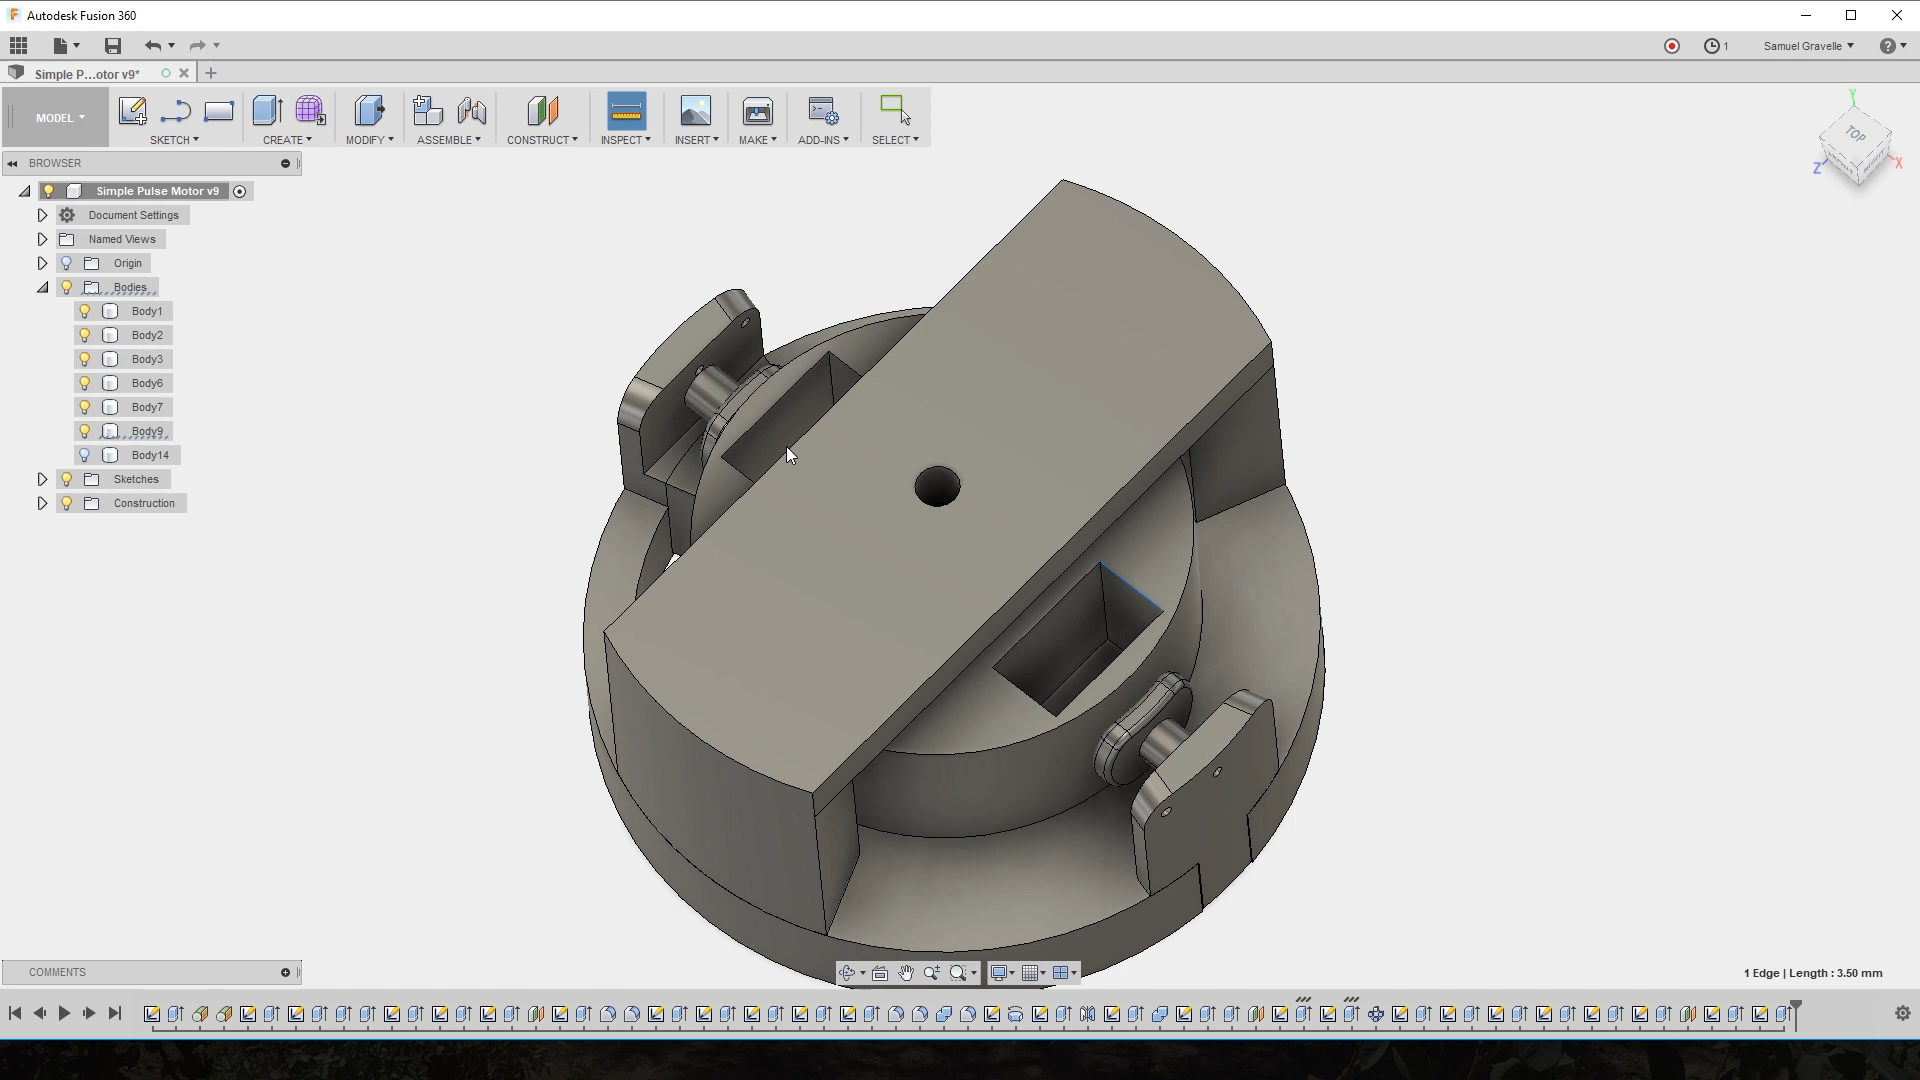 Autodesk Fusion 360
1
Samuel Gravelle
?
Simple P...otor v9*
MODEL
SKETCH
CREATE
MODIFY
ASSEMBLE
CONSTRUCT
INSPECT
INSERT
MAKE
ADD-INS
SELECT
BROWSER
Simple Pulse Motor v9
Document Settings
Named Views
Origin
Bodies
Body1
Body2
Body3
Body6
Body7
Body9
Body14
Sketches
Construction
Y
TOP
Z
X
COMMENTS
1 Edge | Length : 3.50 mm